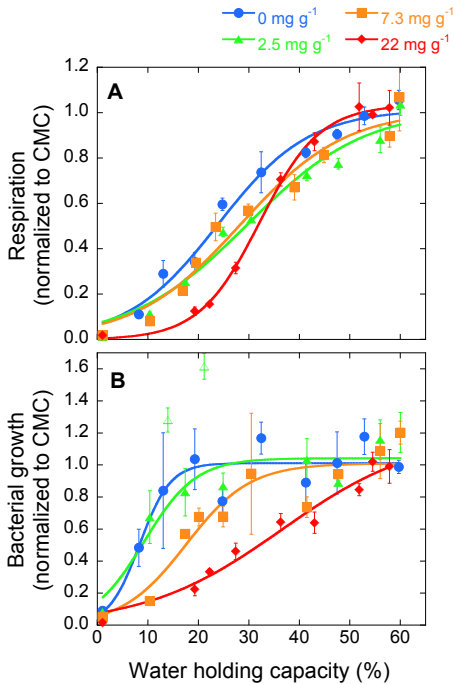 0 mg g⁻¹ 7.3 mg g⁻¹
2.5 mg g⁻¹ 22 mg g⁻¹
A
Respiration
(normalized to CMC)
1.2
1.0
0.8
0.6
0.4
0.2
0.0
B
Bacterial growth
(normalized to CMC)
1.6
1.4
1.2
1.0
0.8
0.6
0.4
0.2
0.0
0 10 20 30 40 50 60
Water holding capacity (%)